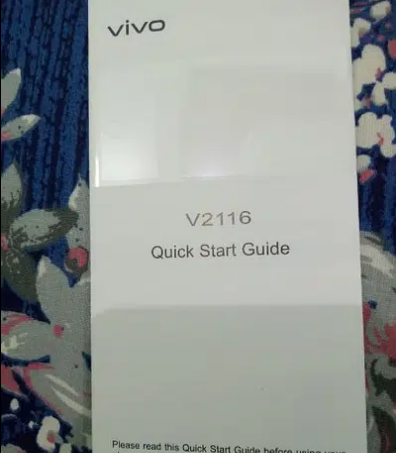 vivo
V2116
Quick Start Guide
Please read this Quick Start Guide before using your